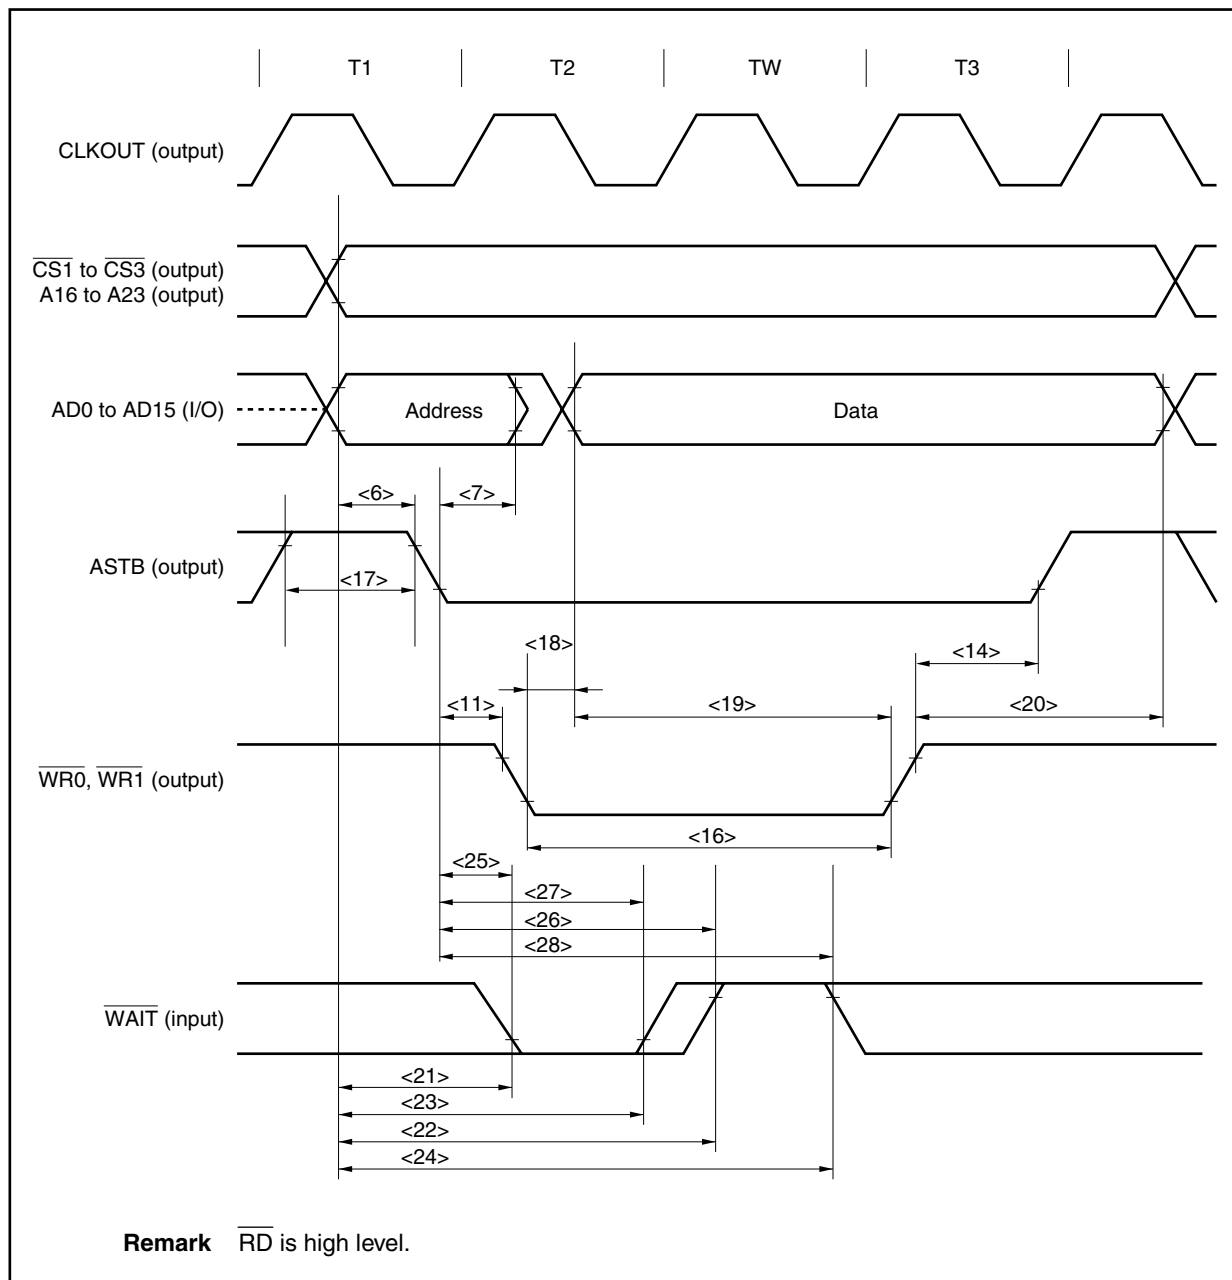 T1 T2 TW T3
CLKOUT (output)
CS1 to CS3 (output)
A16 to A23 (output)
AD0 to AD15 (I/O) Address Data
<6> <7>
ASTB (output)
<17>
<18>
<14>
<11> <19> <20>
WR0, WR1 (output)
<16>
<25>
<27>
<26>
<28>
WAIT (input)
<21>
<23>
<22>
<24>
Remark RD is high level.